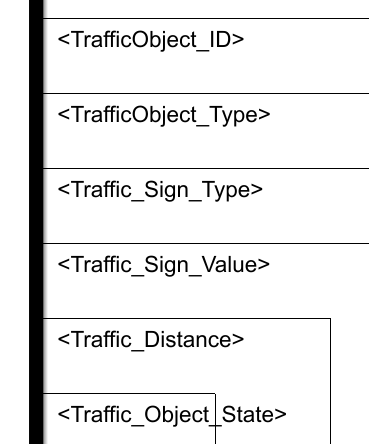 <TrafficObject_ID>
<TrafficObject_Type>
<Traffic_Sign_Type>
<Traffic_Sign_Value>
<Traffic_Distance>
<Traffic_Object_State>